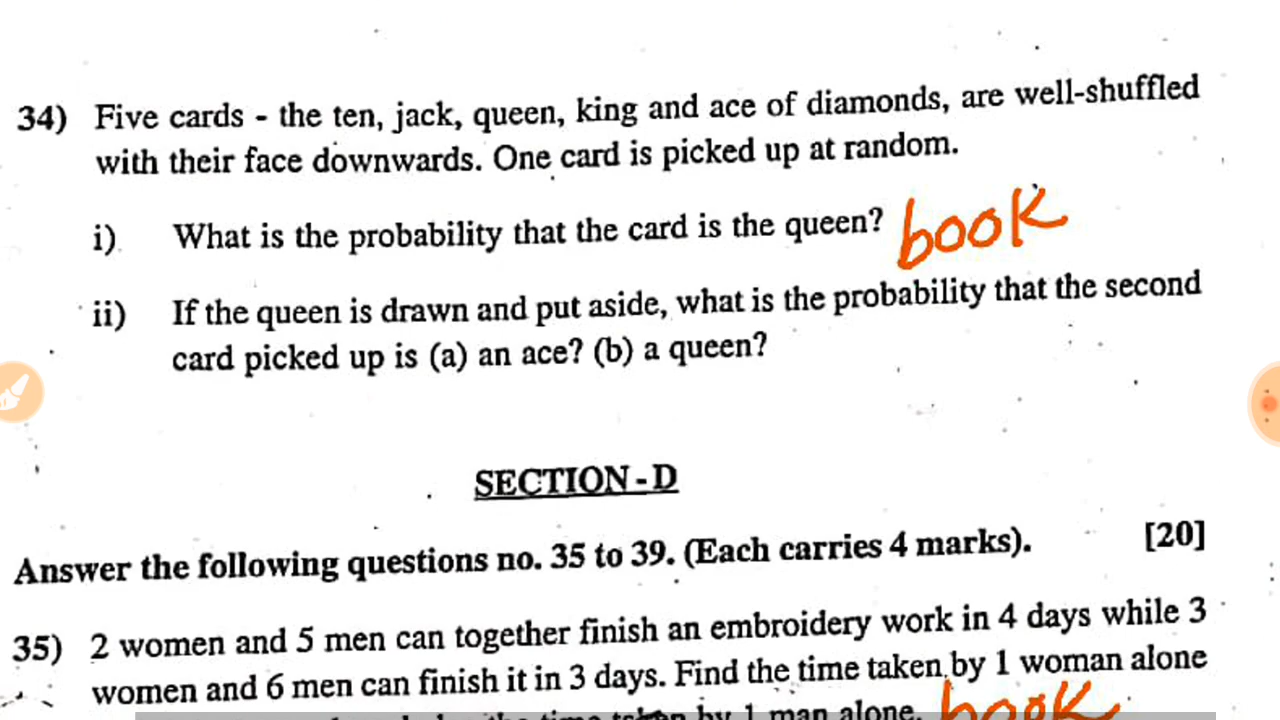 34) Five cards - the ten, jack, queen, king and ace of diamonds, are well-shuffled
with their face downwards. One card is picked up at random.
i) What is the probability that the card is the queen? book
ii) If the queen is drawn and put aside, what is the probability that the second
card picked up is (a) an ace? (b) a queen?
SECTION - D
Answer the following questions no. 35 to 39. (Each carries 4 marks). [20]
35) 2 women and 5 men can together finish an embroidery work in 4 days while 3
women and 6 men can finish it in 3 days. Find the time taken by 1 woman alone
the time taken by 1 man alone. book